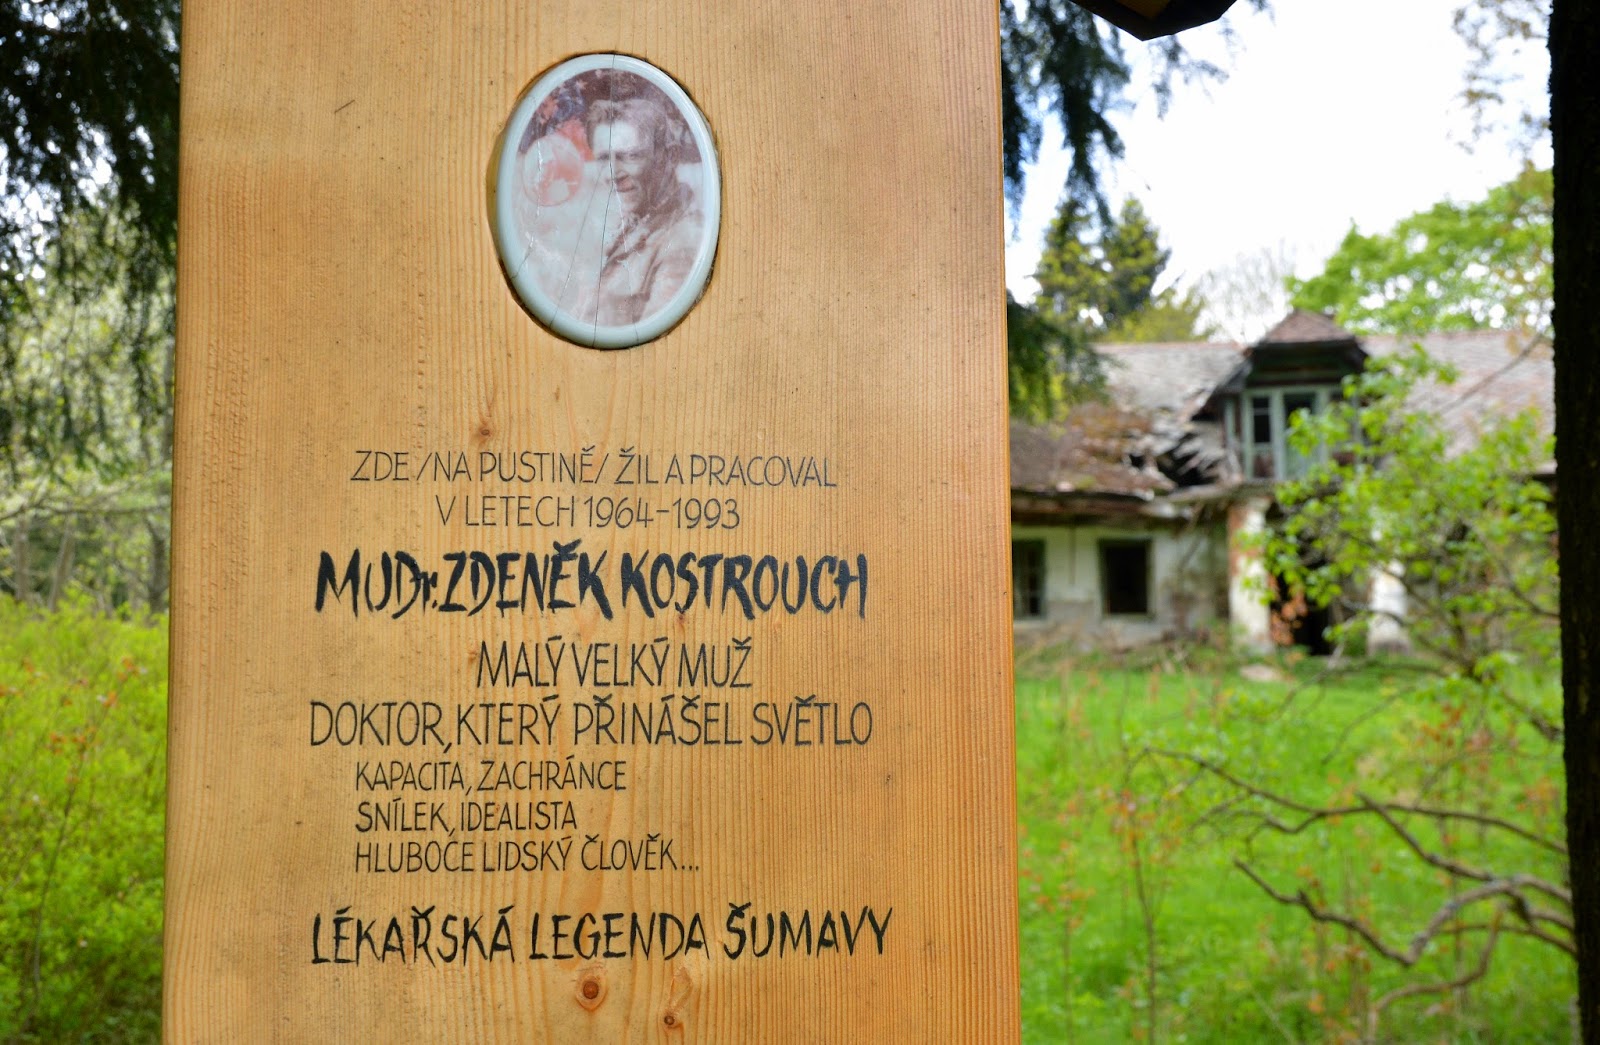 ZDE /NA PUSTINĚ/ ŽIL A PRACOVAL
V LETECH 1964-1993
MUDr. ZDENĚK KOSTROUCH
MALÝ VELKÝ MUŽ
DOKTOR, KTERÝ PŘINÁŠEL SVĚTLO
KAPACITA, ZACHRÁNCE
SNÍLEK, IDEALISTA
HLUBOCE LIDSKÝ ČLOVĚK...
LÉKAŘSKÁ LEGENDA ŠUMAVY